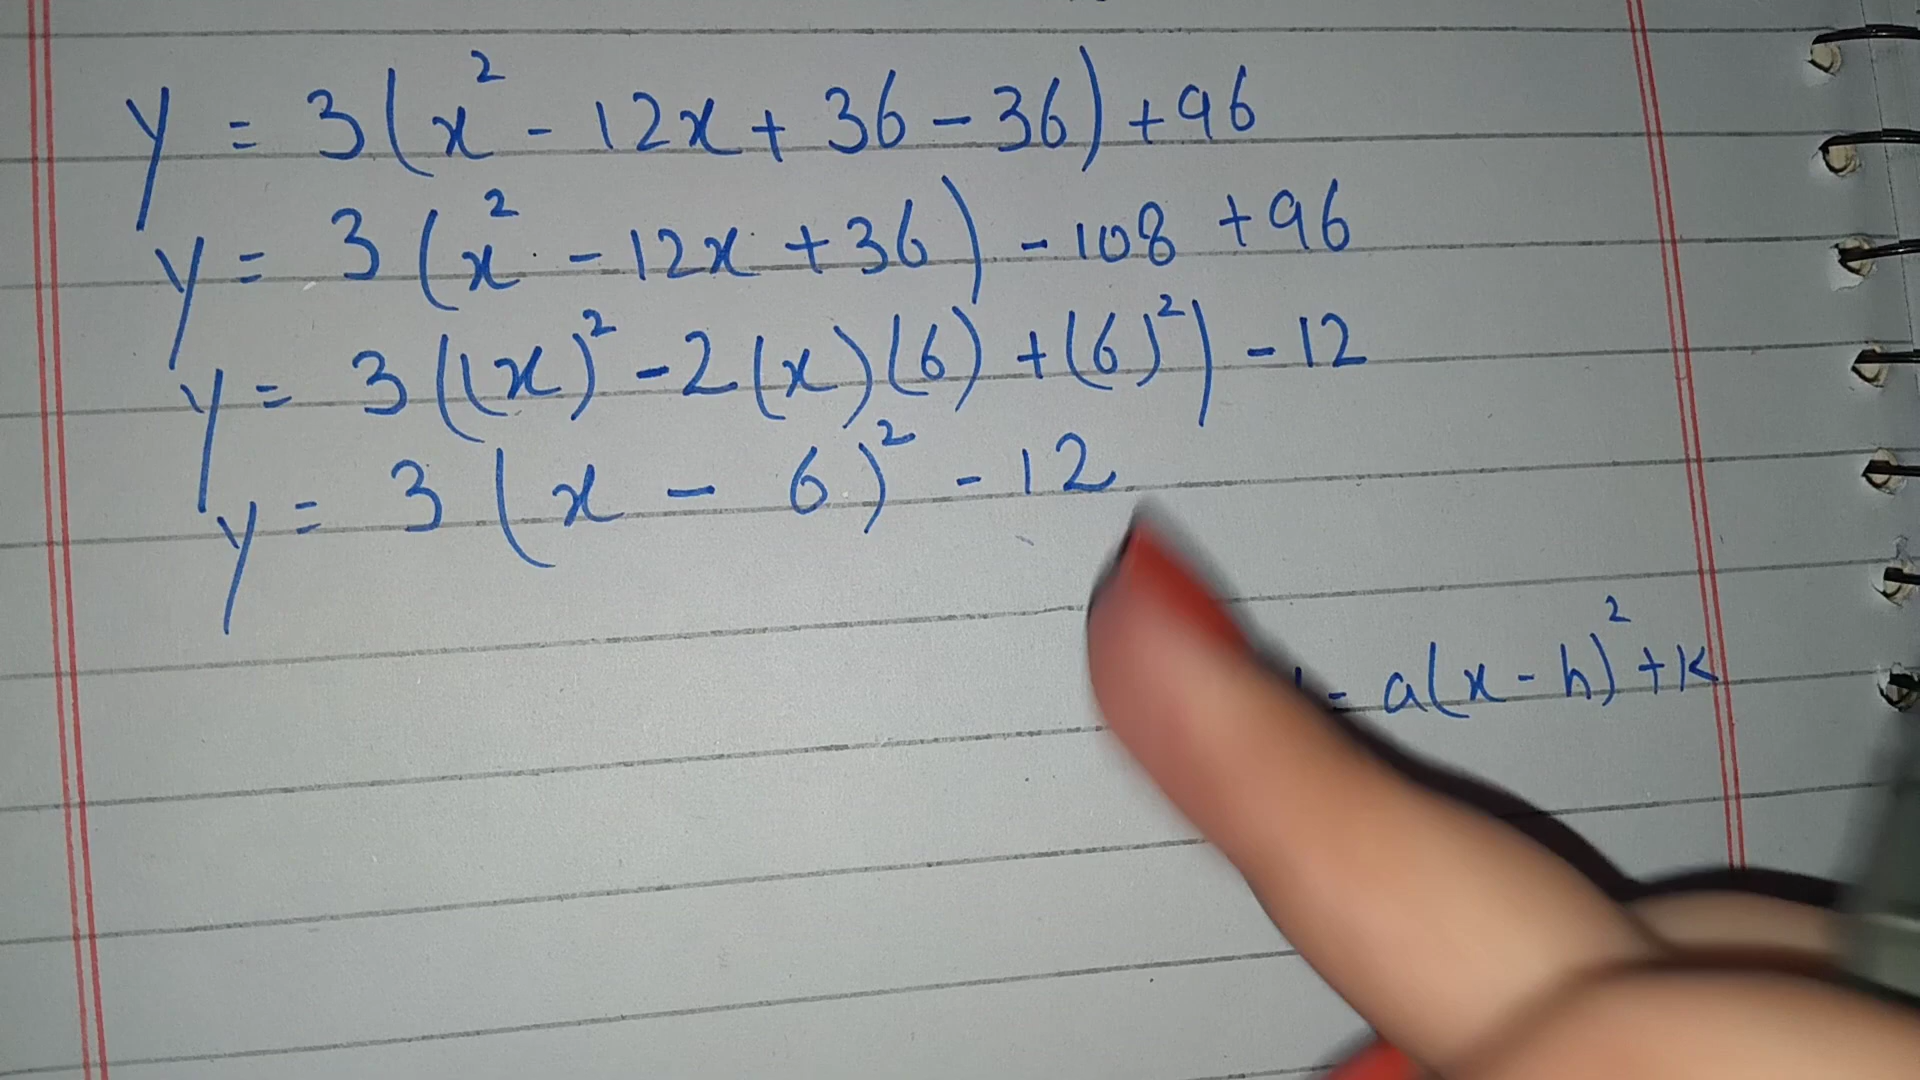 y = 3(x² - 12x + 36 - 36) + 96
y = 3(x² - 12x + 36) - 108 + 96
y = 3((x)² - 2(x)(6) + (6)²) - 12
y = 3(x - 6)² - 12
= a(x - h)² + k